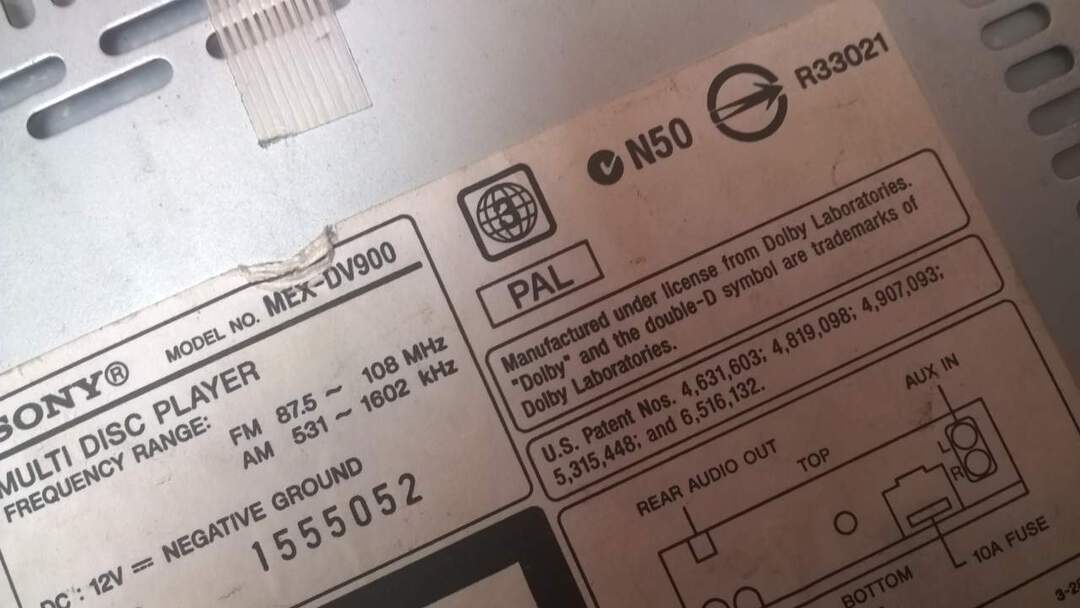 SONY®
MODEL NO. MEX-DV900
MULTI DISC PLAYER
FREQUENCY RANGE:
FM 87.5 ~ 108 MHz
AM 531 ~ 1602 kHz
DC : 12V ⎓ NEGATIVE GROUND
1555052
3
PAL
N50
R33021
Manufactured under license from Dolby Laboratories.
"Dolby" and the double-D symbol are trademarks of
Dolby Laboratories.
U.S. Patent Nos. 4,631,603; 4,819,098; 4,907,093;
5,315,448; and 6,516,132.
REAR AUDIO OUT
TOP
AUX IN
L
R
10A FUSE
BOTTOM